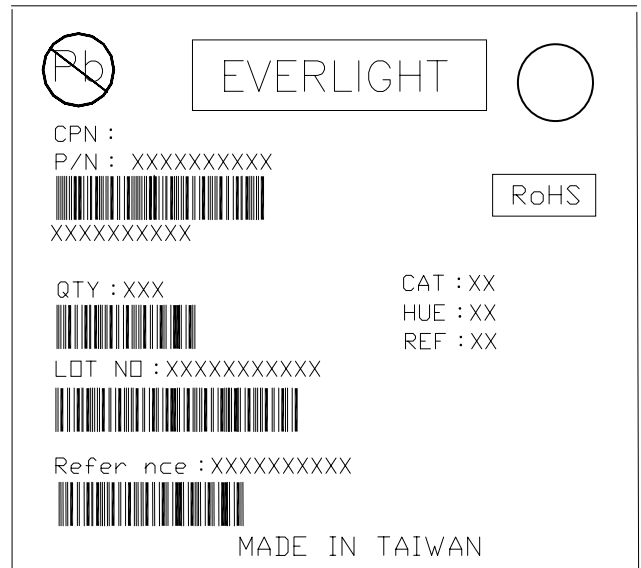 Pb
EVERLIGHT
CPN :
P/N : XXXXXXXXXX
RoHS
XXXXXXXXXX
QTY : XXX
CAT : XX
HUE : XX
REF : XX
LOT NO : XXXXXXXXXXX
Refer nce : XXXXXXXXXX
MADE IN TAIWAN